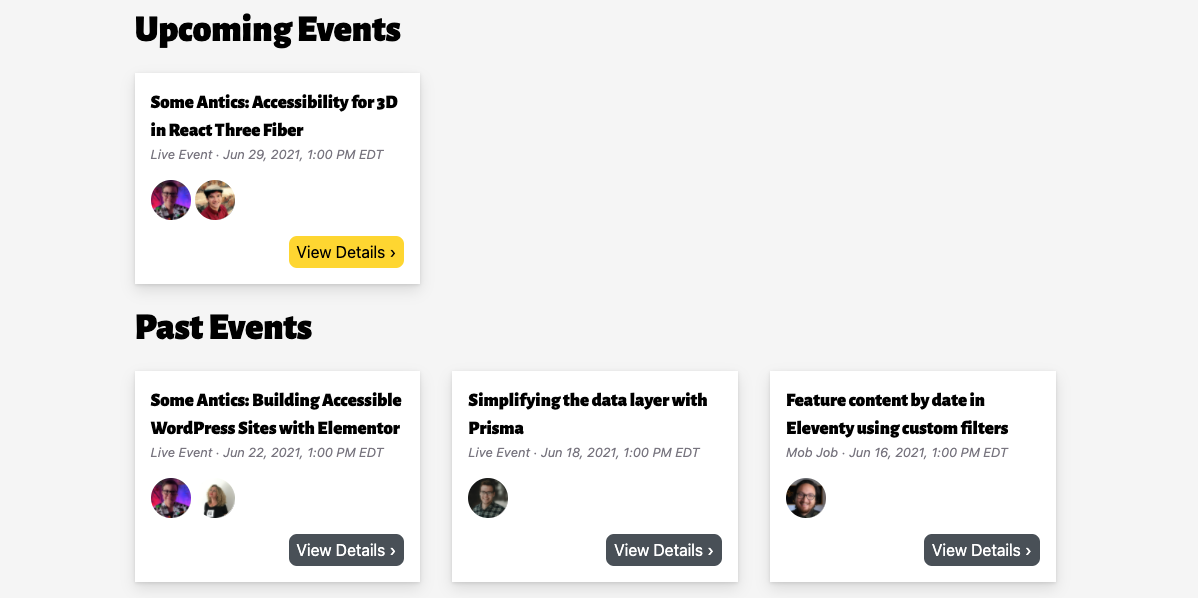 Upcoming Events
Some Antics: Accessibility for 3D
in React Three Fiber
Live Event · Jun 29, 2021, 1:00 PM EDT
View Details ›
Past Events
Some Antics: Building Accessible
WordPress Sites with Elementor
Live Event · Jun 22, 2021, 1:00 PM EDT
View Details ›
Simplifying the data layer with
Prisma
Live Event · Jun 18, 2021, 1:00 PM EDT
View Details ›
Feature content by date in
Eleventy using custom filters
Mob Job · Jun 16, 2021, 1:00 PM EDT
View Details ›